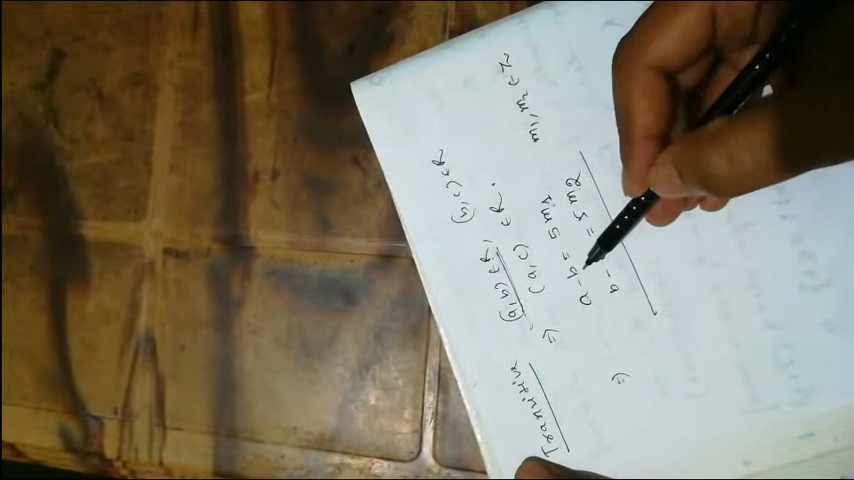 Transitive (a,b) ∈ R, (b,c) ∈ R
⇒ (a,c) ∈ R.
a-b = 5m1 m1, m2 ∈ Z
⇒ b- = 5m2